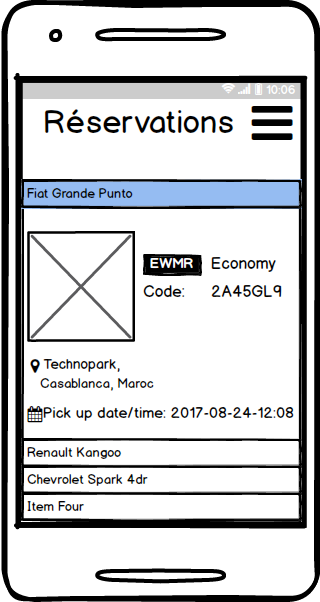 10:06
Réservations
Fiat Grande Punto
EWMR Economy
Code: 2A45GL9
Technopark,
Casablanca, Maroc
Pick up date/time: 2017-08-24-12:08
Renault Kangoo
Chevrolet Spark 4dr
Item Four